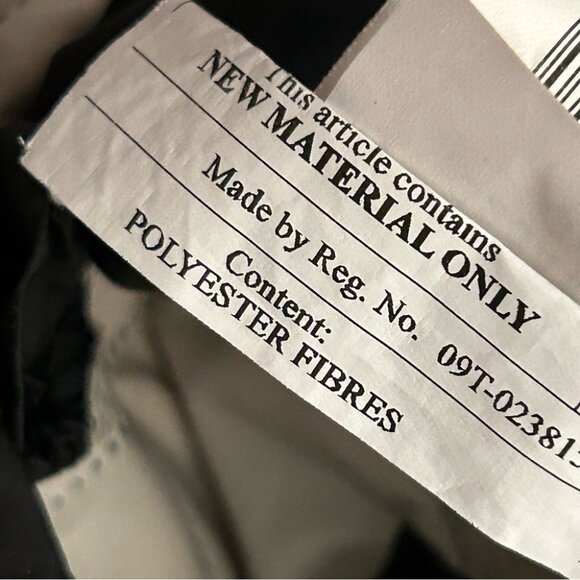 This article contains
NEW MATERIAL ONLY
Made by Reg. No. 09T-02381
Content:
POLYESTER FIBRES